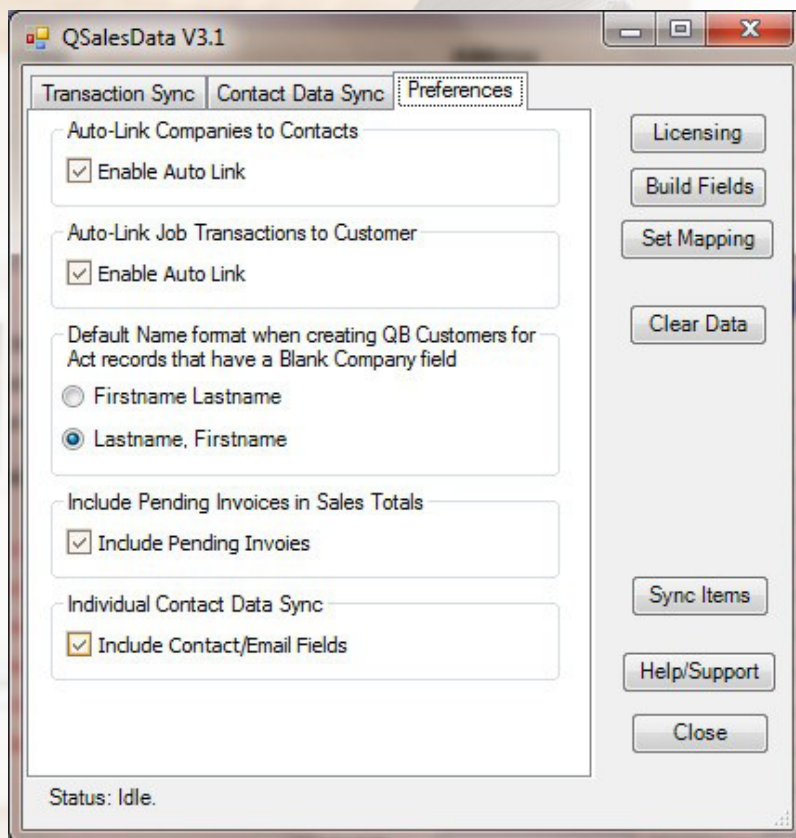 QSalesData V3.1
Transaction Sync
Contact Data Sync
Preferences
Auto-Link Companies to Contacts
Enable Auto Link
Auto-Link Job Transactions to Customer
Enable Auto Link
Default Name format when creating QB Customers for
Act records that have a Blank Company field
Firstname Lastname
Lastname, Firstname
Include Pending Invoices in Sales Totals
Include Pending Invoies
Individual Contact Data Sync
Include Contact/Email Fields
Licensing
Build Fields
Set Mapping
Clear Data
Sync Items
Help/Support
Close
Status: Idle.